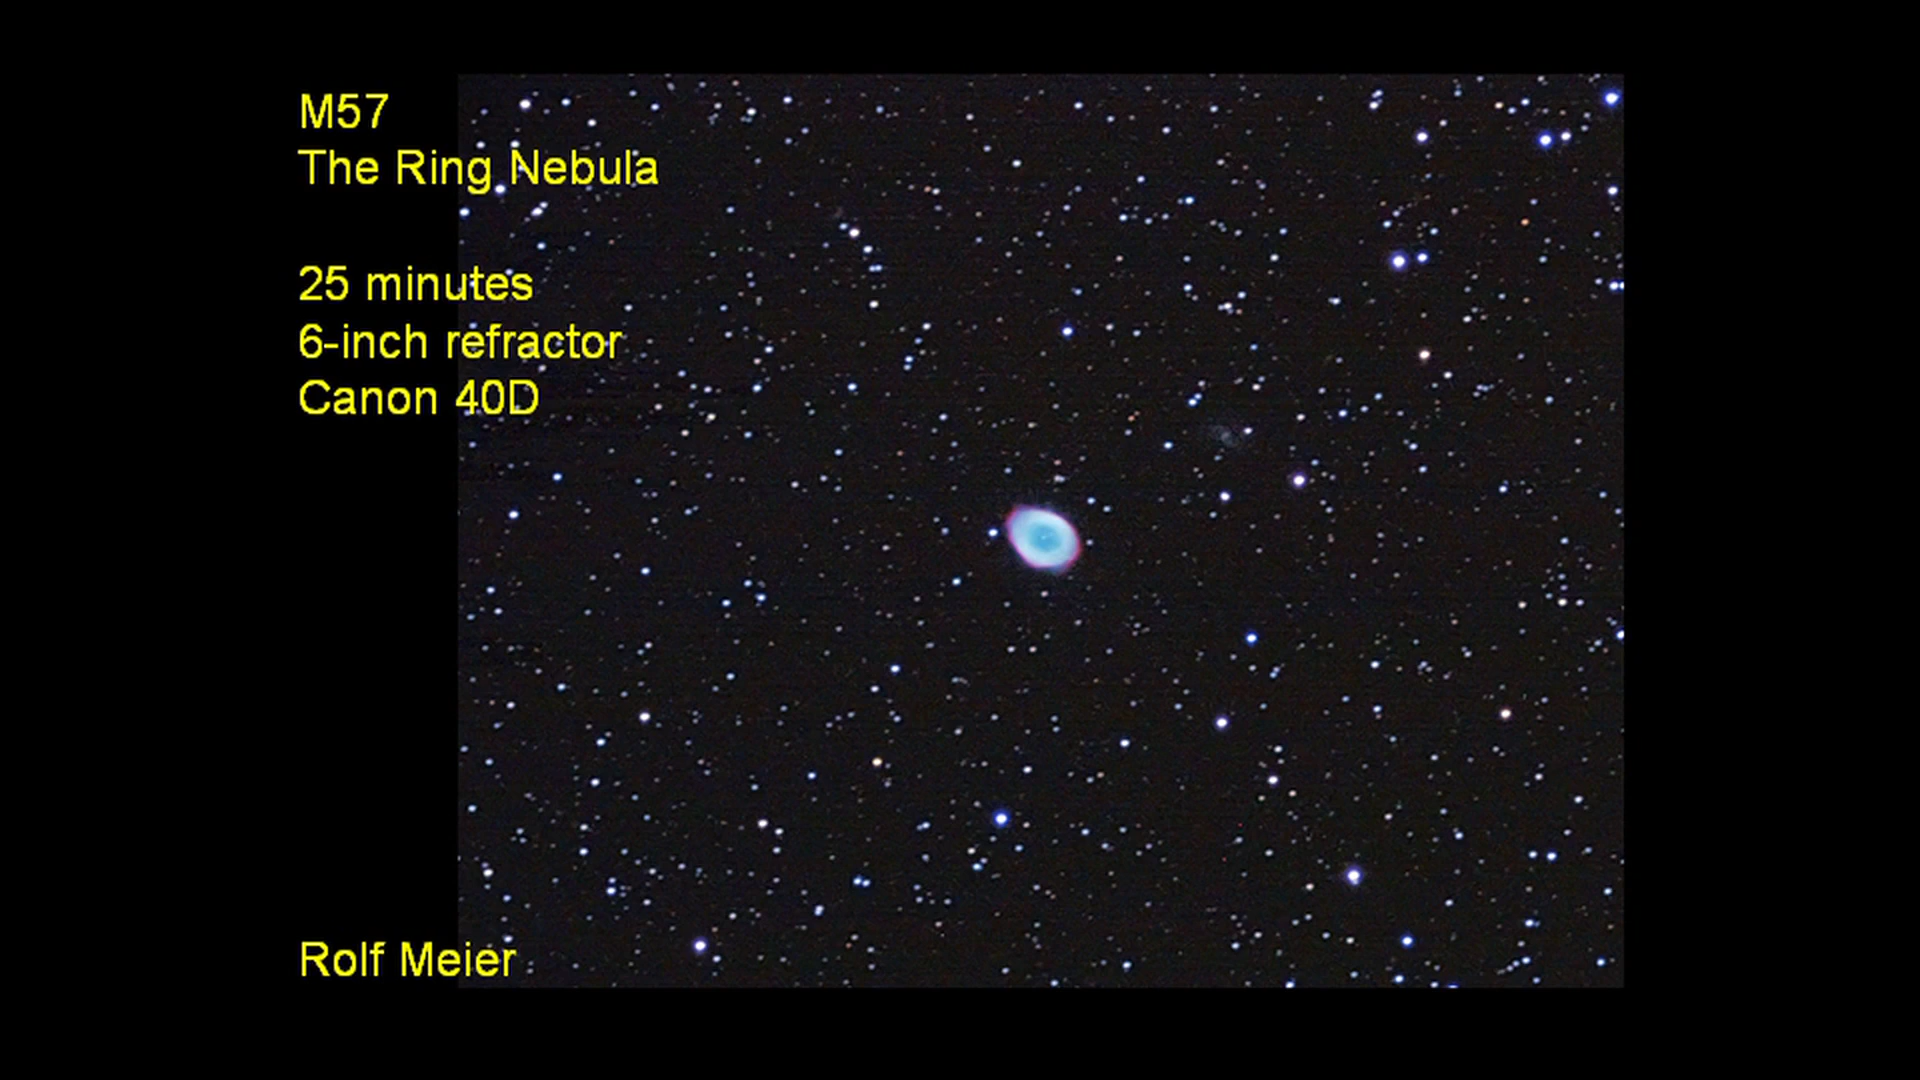 M57
The Ring Nebula
25 minutes
6-inch refractor
Canon 40D
Rolf Meier